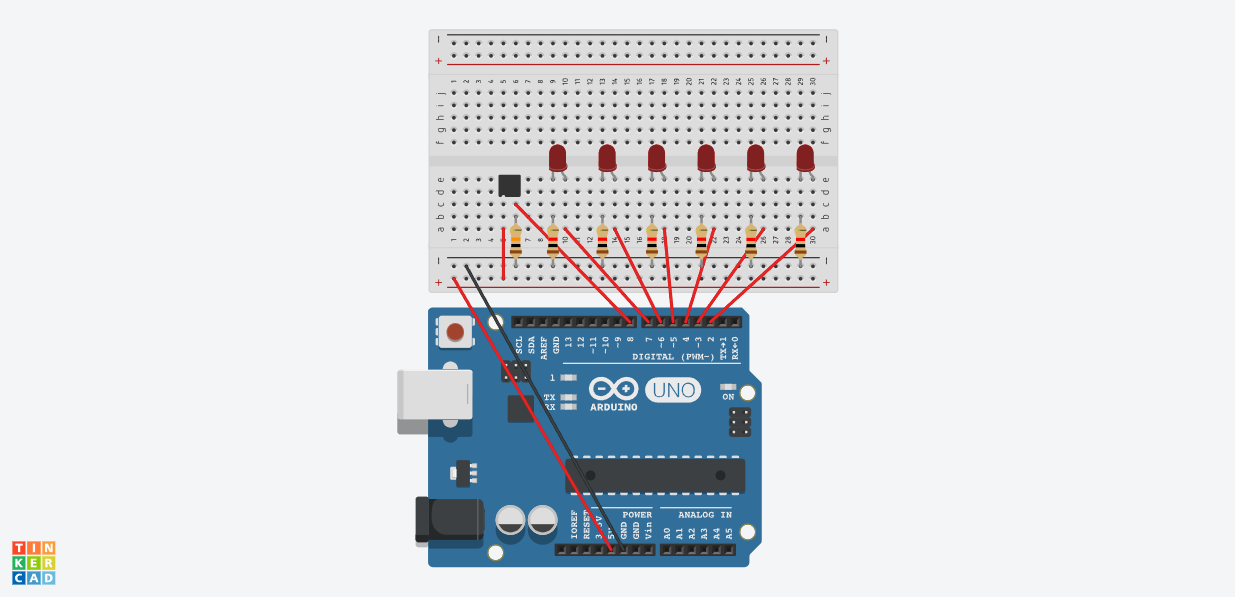 - -
+ +
1 2 3 4 5 6 7 8 9 10 11 12 13 14 15 16 17 18 19 20 21 22 23 24 25 26 27 28 29 30
j j
i i
h h
g g
f f
e e
d d
c c
b b
a a
1 2 3 4 5 6 7 8 9 10 11 12 13 14 15 16 17 18 19 20 21 22 23 24 25 26 27 28 29 30
- -
+ +
SCL SDA AREF GND 13 12 ~11 ~10 ~9 8 7 ~6 ~5 4 ~3 2 TX→1 RX←0
DIGITAL (PWM~)
1
TX
RX
ARDUINO
UNO
ON
POWER ANALOG IN
IOREF RESET 3.3V 5V GND GND Vin A0 A1 A2 A3 A4 A5
TIN
KER
CAD